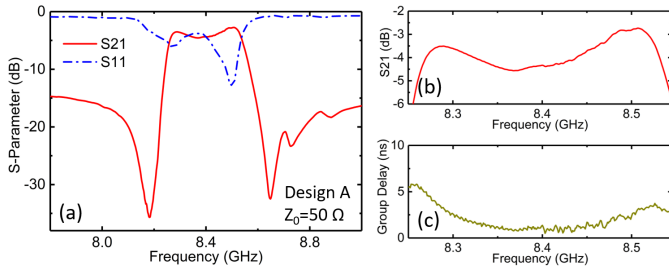 0
-10
-20
-30
S-Parameter (dB)
S21
S11
(a)
Design A
Z₀=50 Ω
8.0
8.4
8.8
Frequency (GHz)
-2
-3
-4
-5
-6
S21 (dB)
(b)
8.3
8.4
8.5
Frequency (GHz)
10
5
0
Group Delay (ns)
(c)
8.3
8.4
8.5
Frequency (GHz)